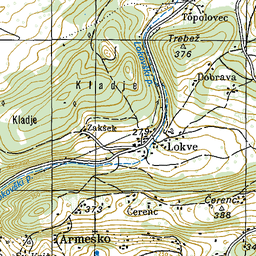 Topolovec
Trebež
376
Dobrava
Kladje
Kladje
Zakšek
279
Lokve
Čerenc
388
373
Čerenc
Armeško